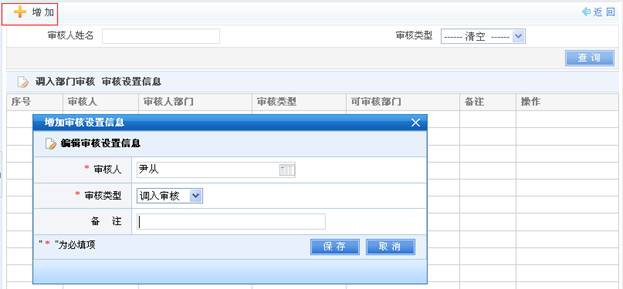 增 加
返 回
审核人姓名
审核类型
------ 清空 ------
查 询
调入部门审核 审核设置信息
序号 审核人 审核人部门 审核类型 可审核部门 备注 操作
增加审核设置信息
编辑审核设置信息
* 审核人 尹从
* 审核类型 调入审核
备 注
" * "为必填项
保 存 取 消